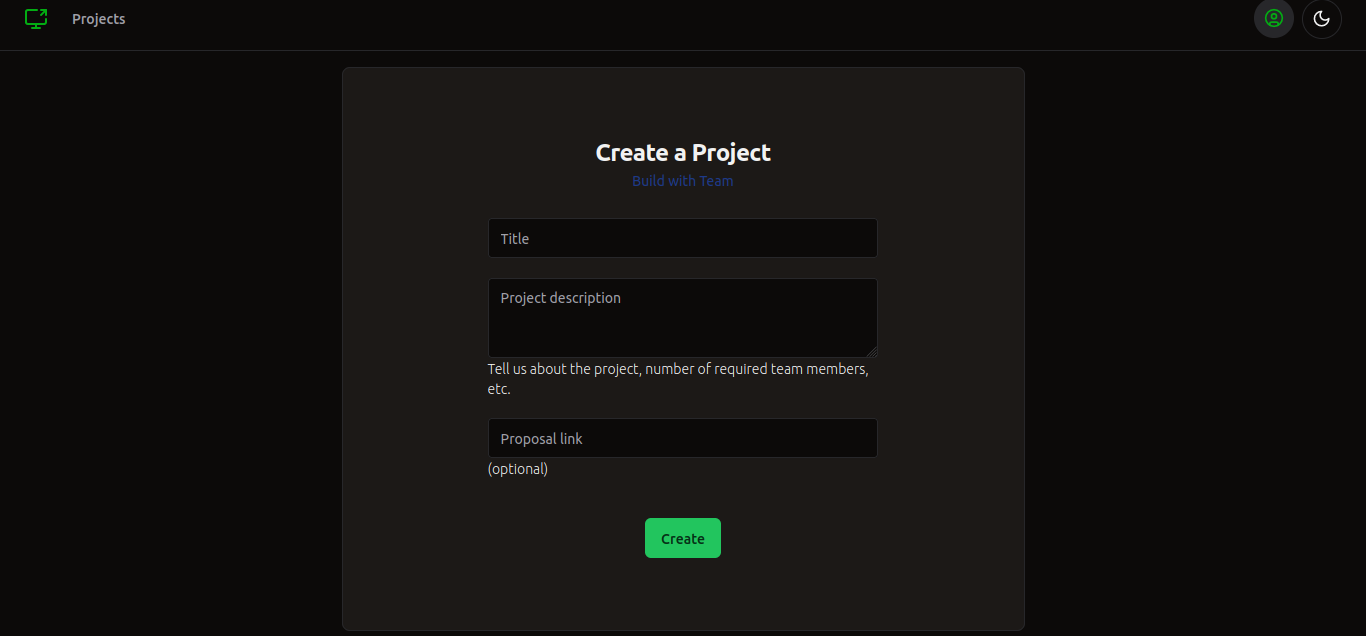 Projects
Create a Project
Build with Team
Title
Project description
Tell us about the project, number of required team members,
etc.
Proposal link
(optional)
Create